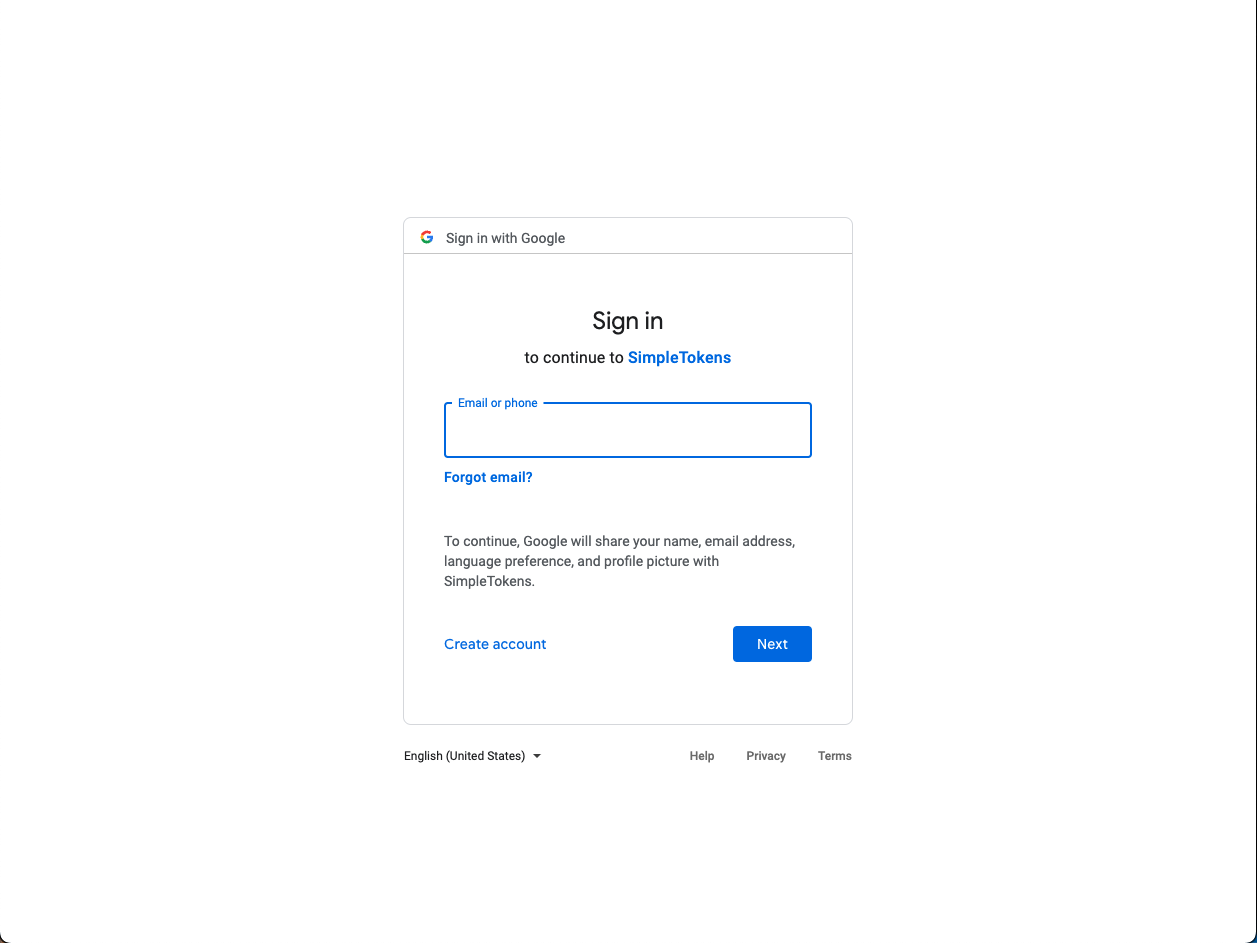 Sign in with Google
Sign in
to continue to SimpleTokens
Email or phone
Forgot email?
To continue, Google will share your name, email address,
language preference, and profile picture with
SimpleTokens.
Create account
Next
English (United States)
Help
Privacy
Terms